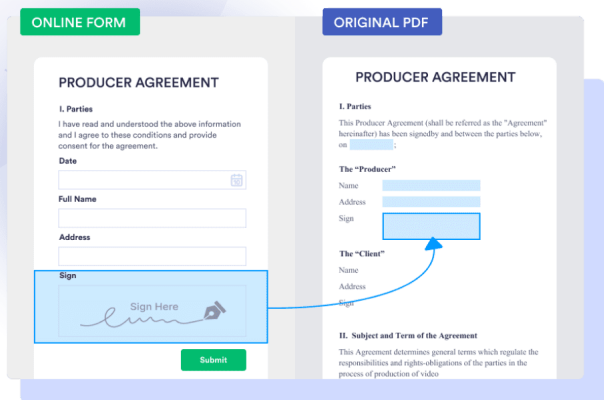 ONLINE FORM
PRODUCER AGREEMENT
I. Parties
I have read and understood the above information
and I agree to these conditions and provide
consent for the agreement.
Date
Full Name
Address
Sign
Sign Here
Submit
ORIGINAL PDF
PRODUCER AGREEMENT
I. Parties
This Producer Agreement (shall be referred as the "Agreement"
hereinafter) has been signedby and between the parties below,
on ;
The “Producer”
Name
Address
Sign
The “Client”
Name
Address
Sign
II. Subject and Term of the Agreement
This Agreement determines general terms which regulate the
responsibilities and rights-obligations of the parties in the
process of production of video